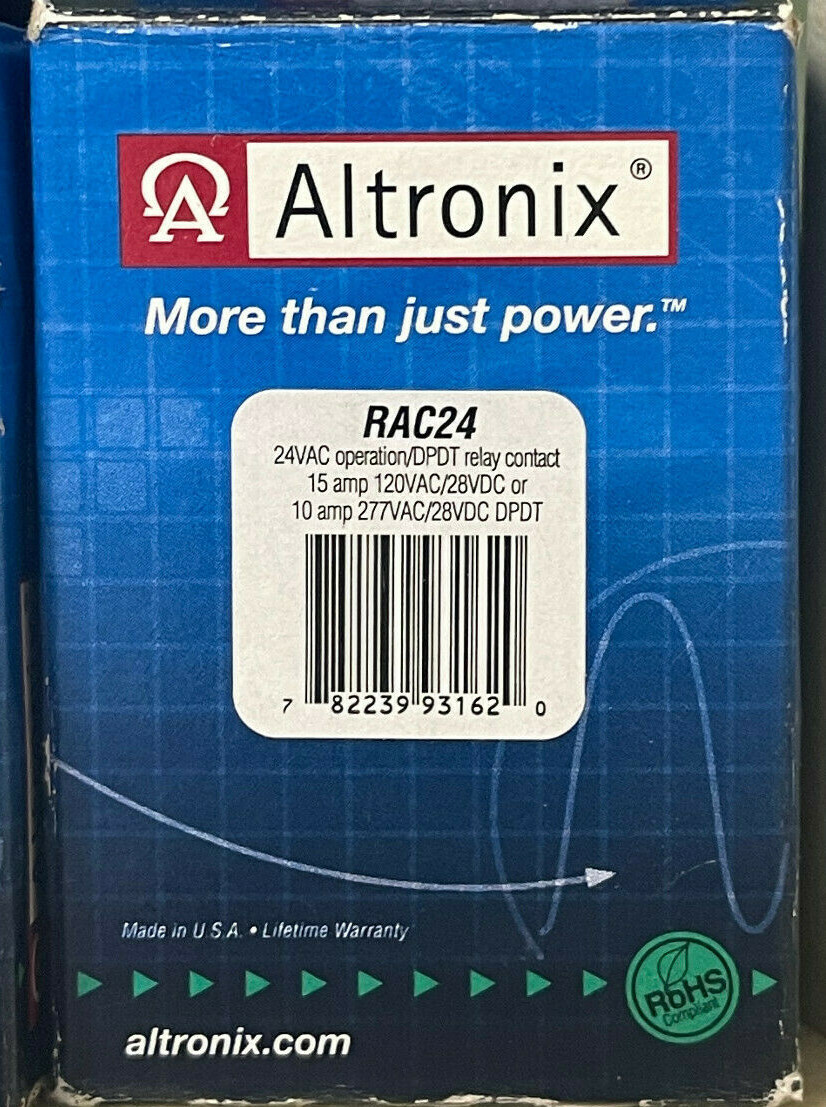 Altronix®
More than just power.™
RAC24
24VAC operation/DPDT relay contact
15 amp 120VAC/28VDC or
10 amp 277VAC/28VDC DPDT
7 82239 93162 0
Made in U.S.A. • Lifetime Warranty
RoHS
Compliant
altronix.com